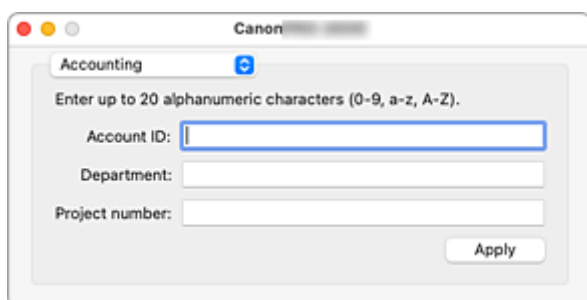 Canon
Accounting
Enter up to 20 alphanumeric characters (0-9, a-z, A-Z).
Account ID:
Department:
Project number:
Apply